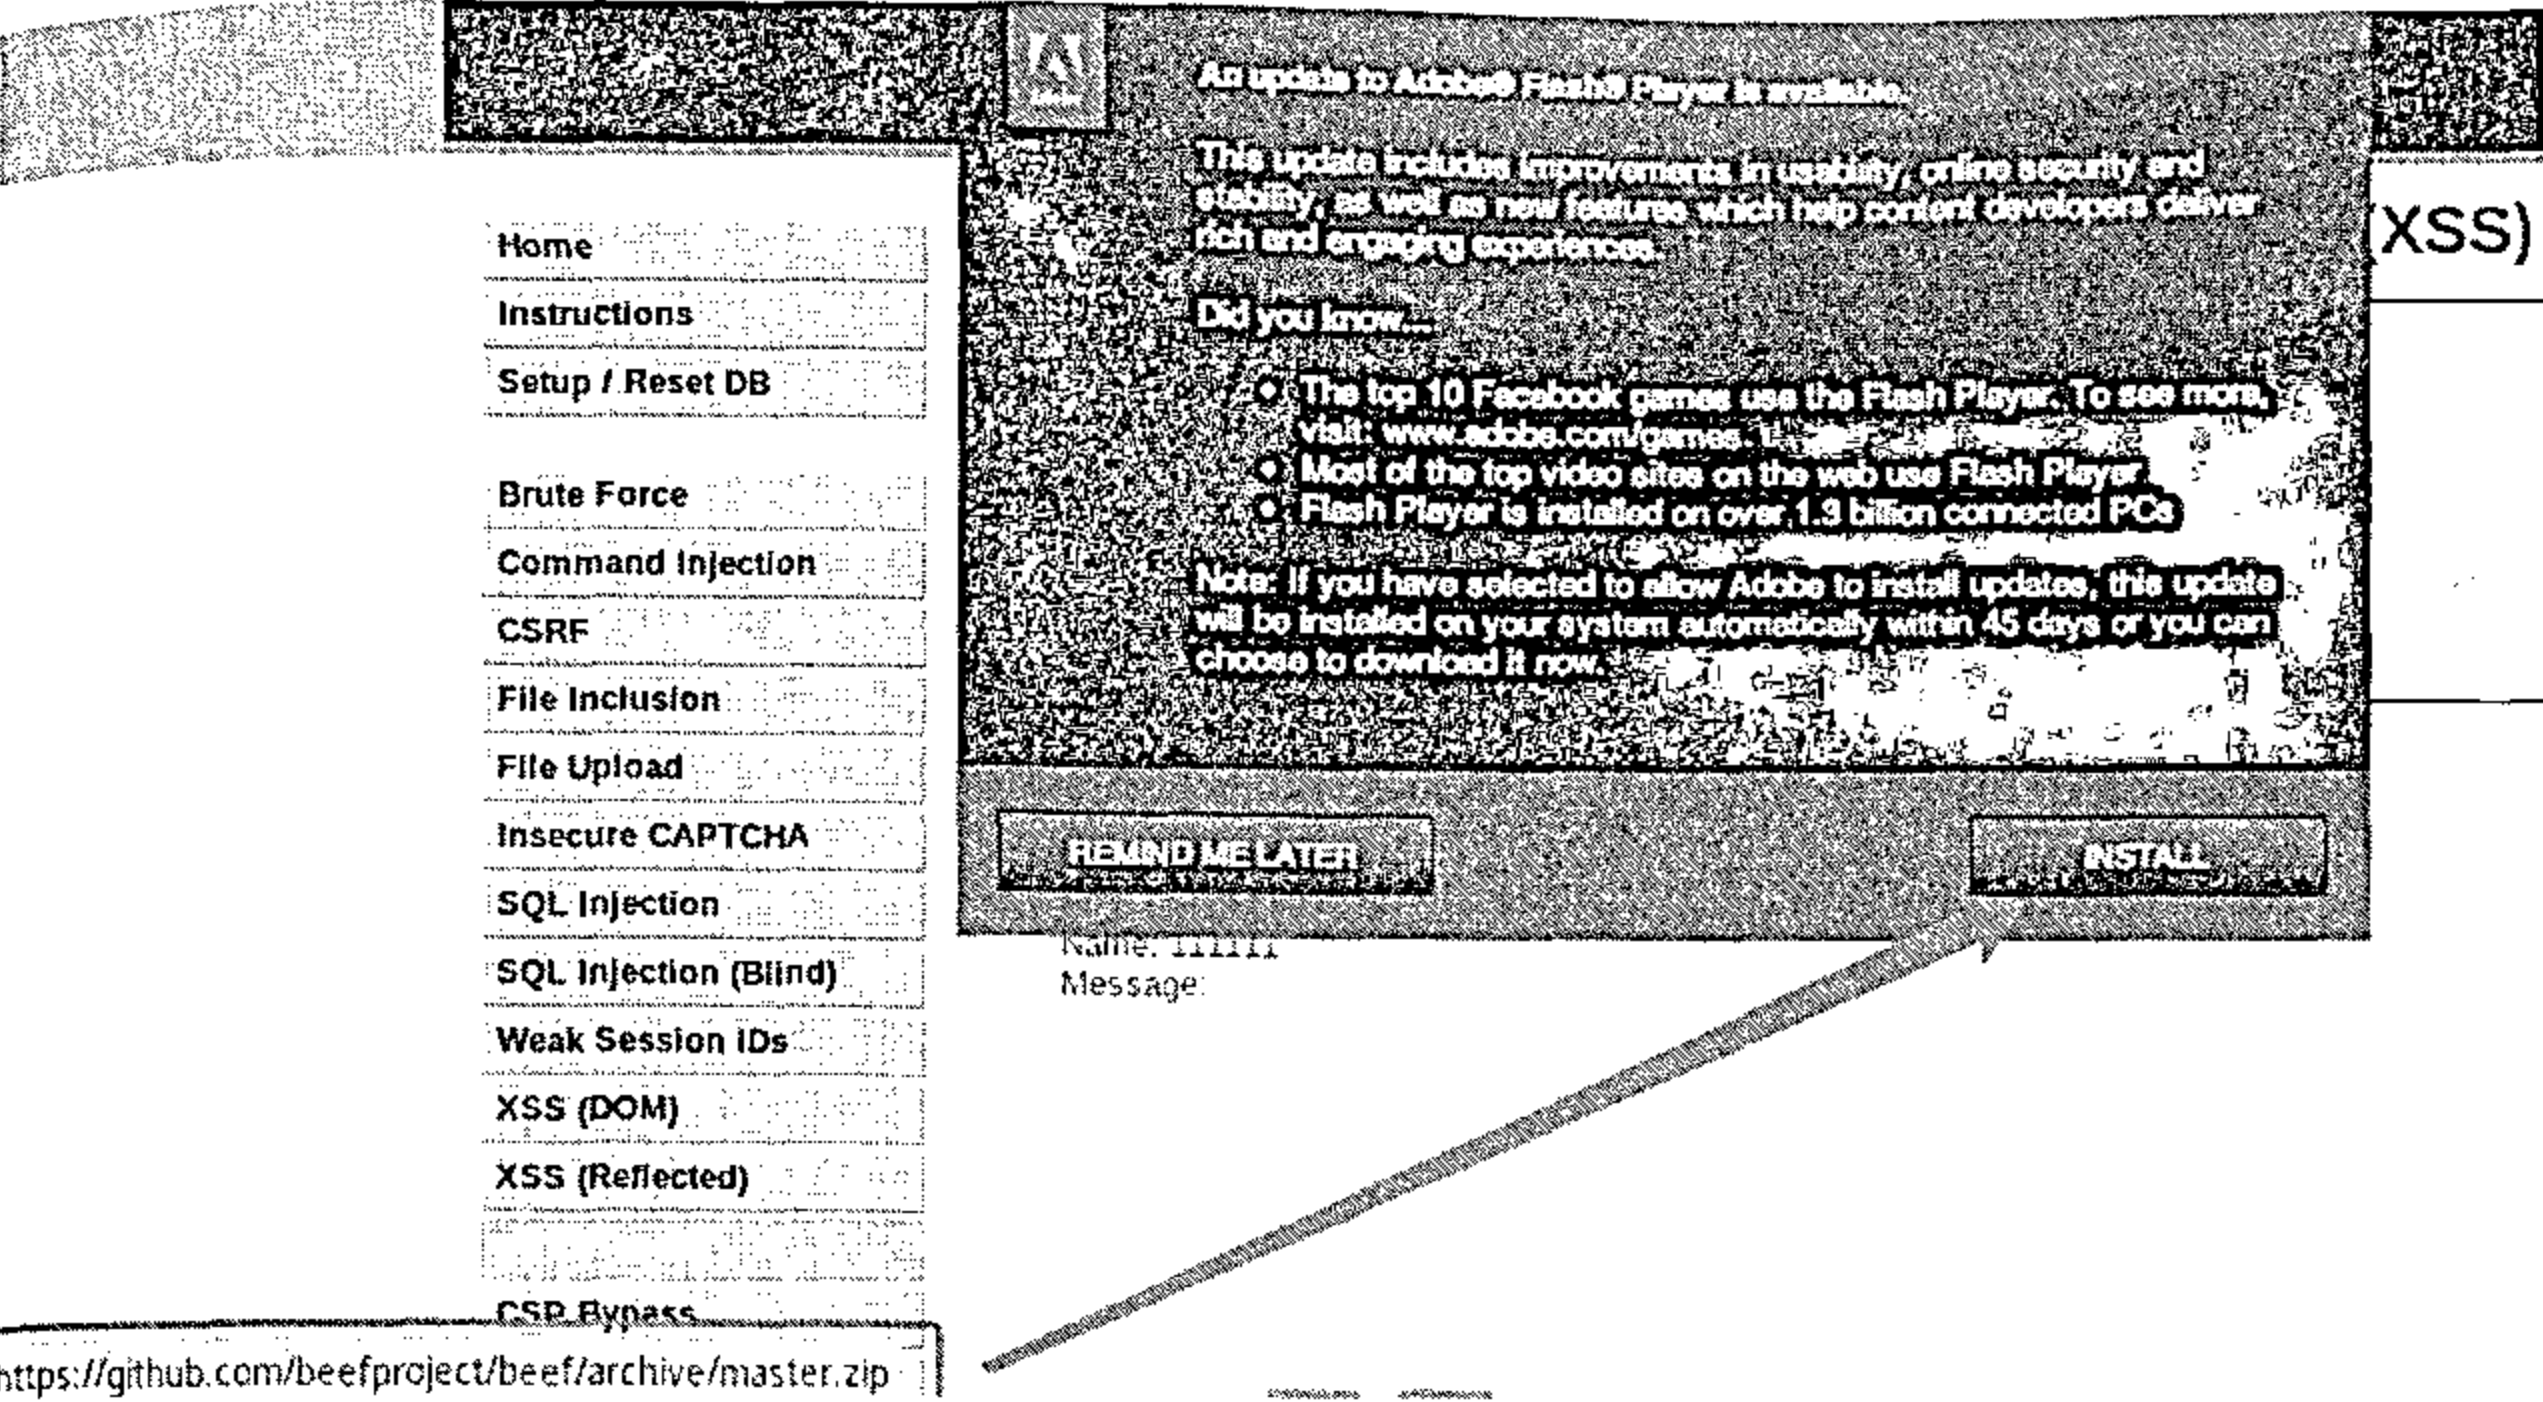 An update to Adobe® Flash® Player is available.
This update includes improvements in usability, online security and
stability, as well as new features which help content developers deliver
rich and engaging experiences.
Did you know...
The top 10 Facebook games use the Flash Player. To see more,
visit: www.adobe.com/games.
Most of the top video sites on the web use Flash Player.
Flash Player is installed on over 1.3 billion connected PCs
Note: If you have selected to allow Adobe to install updates, this update
will be installed on your system automatically within 45 days or you can
choose to download it now.
REMIND ME LATER
INSTALL
XSS)
Home
Instructions
Setup / Reset DB
Brute Force
Command Injection
CSRF
File Inclusion
File Upload
Insecure CAPTCHA
SQL Injection
SQL Injection (Blind)
Weak Session IDs
XSS (DOM)
XSS (Reflected)
CSP Bypass
Name: 111111
Message:
https://github.com/beefproject/beef/archive/master.zip